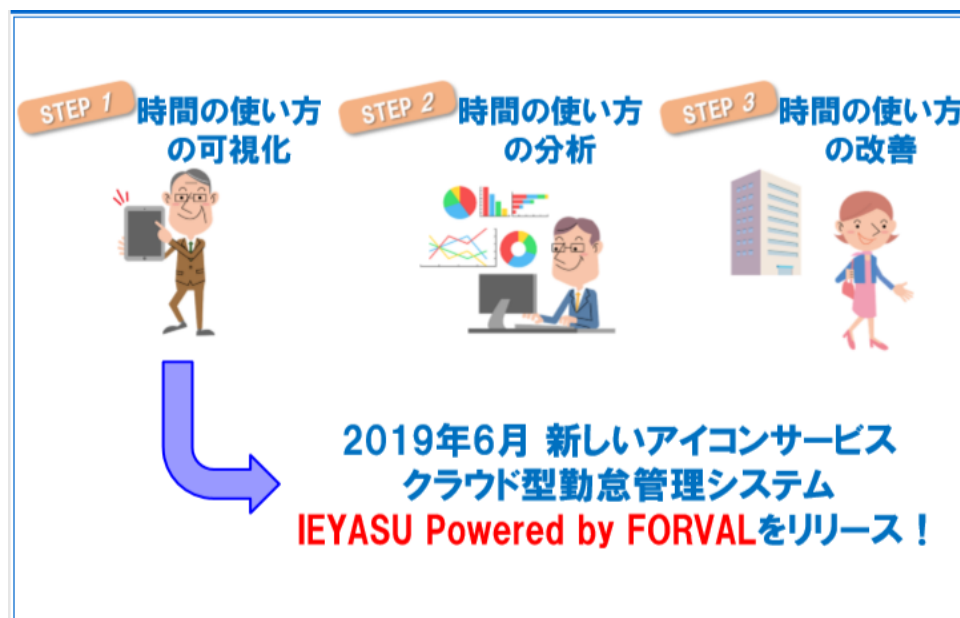 STEP 1
時間の使い方
の可視化
STEP 2
時間の使い方
の分析
STEP 3
時間の使い方
の改善
2019年6月 新しいアイコンサービス
クラウド型勤怠管理システム
IEYASU Powered by FORVALをリリース！